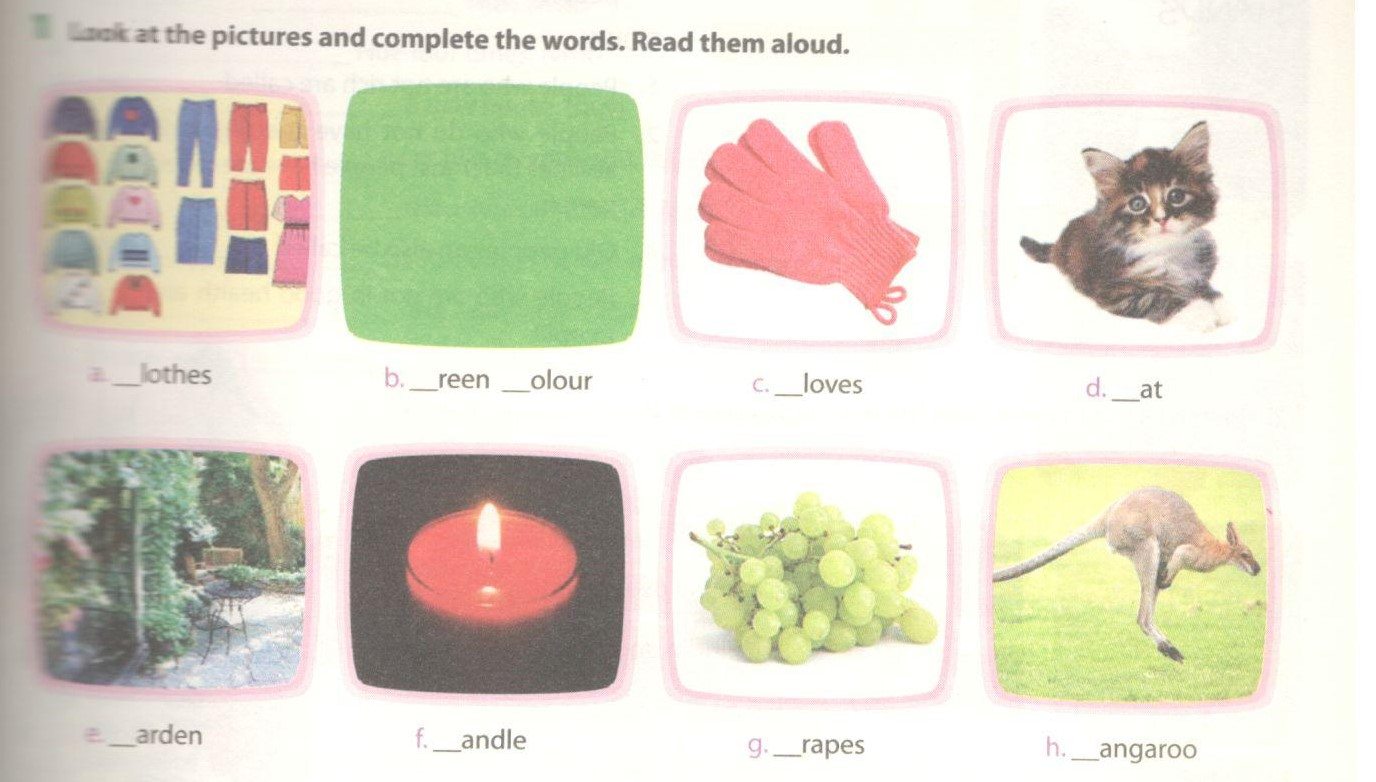 1 Look at the pictures and complete the words. Read them aloud.
a. __lothes
b. __reen __olour
c. __loves
d. __at
e. __arden
f. __andle
g. __rapes
h. __angaroo